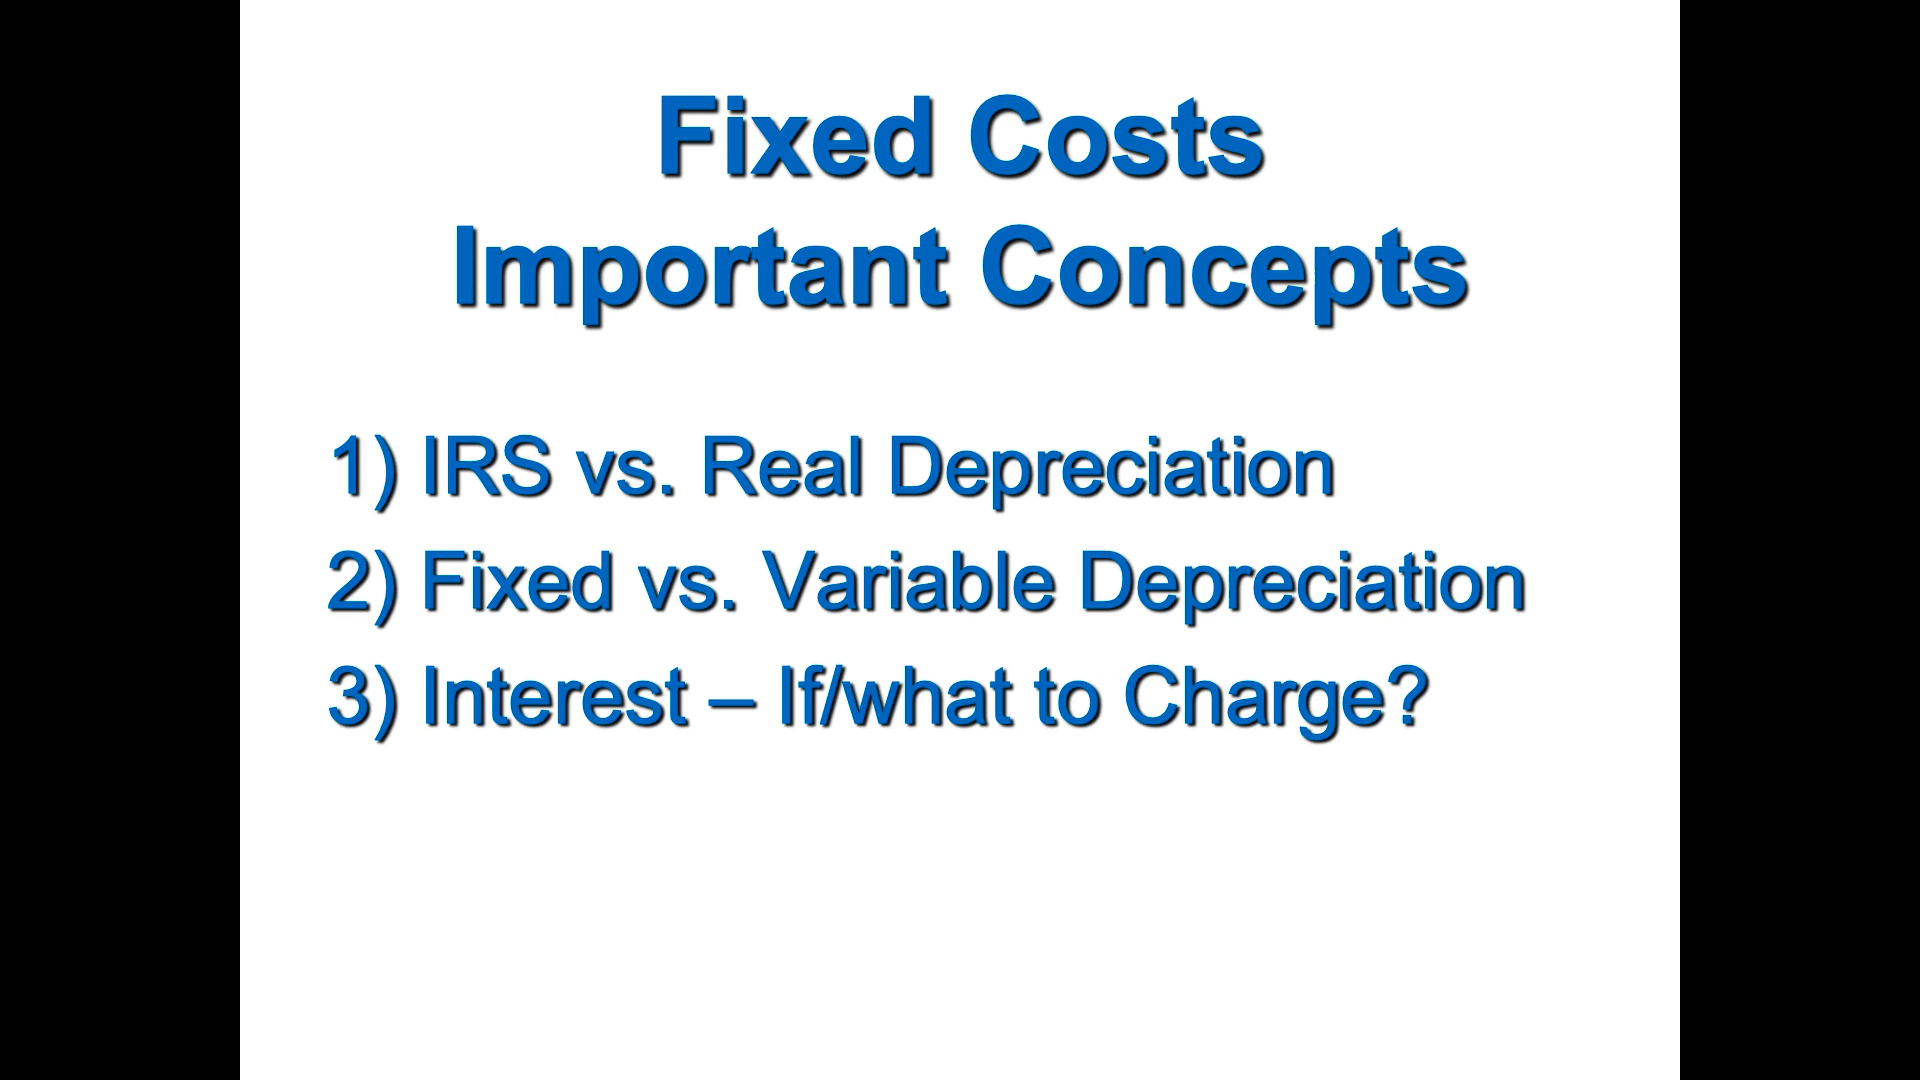 Fixed Costs
Important Concepts
1) IRS vs. Real Depreciation
2) Fixed vs. Variable Depreciation
3) Interest – If/what to Charge?